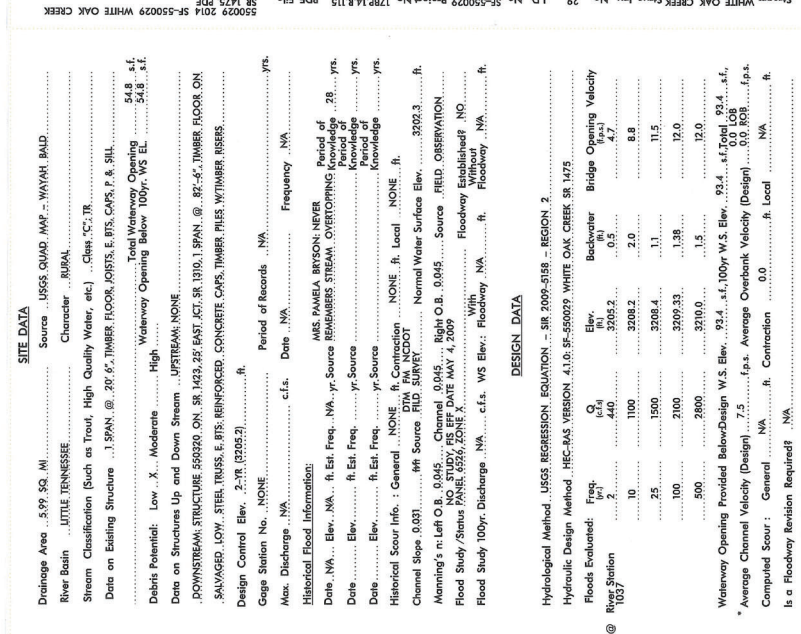 550029 2014 SF-550029 WHITE OAK CREEK
SR 1475 PDF
SITE DATA
Drainage Area 5.99 SQ. MI Source USGS QUAD MAP - WAYAH BALD
River Basin LITTLE TENNESSEE Character RURAL
Stream Classification (Such as Trout, High Quality Water, etc.) Class "C"; TR
Data on Existing Structure 1 SPAN @ 20' 6", TIMBER FLOOR, JOISTS, E. BTS, CAPS, P & SILL
Total Waterway Opening 54.8 s.f.
Waterway Opening Below 100yr. WS EL. 54.8 s.f.
Debris Potential: Low X Moderate High
Data on Structures Up and Down Stream UPSTREAM: NONE
DOWNSTREAM: STRUCTURE 550320 ON SR 1423, 25' EAST JCT. SR 1310, 1 SPAN @ 82'-6", TIMBER FLOOR ON
SALVAGED LOW STEEL TRUSS, E. BTS: REINFORCED CONCRETE CAPS, TIMBER PILES W/TIMBER RISERS
Design Control Elev. 2-YR (3205.2) ft.
Gage Station No. NONE Period of Records N/A yrs.
Max. Discharge N/A c.f.s. Date N/A Frequency N/A
Historical Flood Information:
MRS. PAMELA BRYSON: NEVER Period of
Date N/A Elev. N/A ft. Est. Freq. N/A yr. Source REMEMBERS STREAM OVERTOPPING Knowledge 28 yrs.
Period of
Date Elev. ft. Est. Freq. yr. Source Knowledge yrs.
Period of
Date Elev. ft. Est. Freq. yr. Source Knowledge yrs.
Historical Scour Info. : General NONE ft. Contraction NONE ft. Local NONE ft.
DTM FM NCDOT
Channel Slope 0.031 ft/ft Source FILD SURVEY Normal Water Surface Elev. 3202.3 ft.
Manning's n: Left O.B. 0.045 Channel 0.045 Right O.B. 0.045 Source FIELD OBSERVATION
NO STUDY, FIS EFF DATE MAY 4, 2009
Flood Study /Status PANEL 6526, ZONE X Floodway Established? NO
With Without
Flood Study 100yr. Discharge N/A c.f.s. WS Elev.: Floodway N/A ft. Floodway N/A ft.
DESIGN DATA
Hydrological Method USGS REGRESSION EQUATION - SIR 2009-5158 - REGION 2
Hydraulic Design Method HEC-RAS VERSION 4.1.0: SF-550029 WHITE OAK CREEK SR 1475
Floods Evaluated: Freq. Q Elev. Backwater Bridge Opening Velocity
(yr.) (c.f.s) (ft.) (ft.) (f.p.s.)
@ River Station 2 440 3205.2 0.5 4.7
1037
10 1100 3208.2 2.0 8.8
25 1500 3208.4 1.1 11.5
100 2100 3209.33 1.38 12.0
500 2800 3210.0 1.5 12.0
Waterway Opening Provided Below:Design W.S. Elev. 93.4 s.f.,100yr W.S. Elev. 93.4 s.f.,Total 93.4 s.f.,
0.0 LOB
* Average Channel Velocity (Design) 7.5 f.p.s. Average Overbank Velocity (Design) 0.0 ROB f.p.s.
Computed Scour : General N/A ft. Contraction 0.0 ft. Local N/A ft.
Is a Floodway Revision Required? N/A